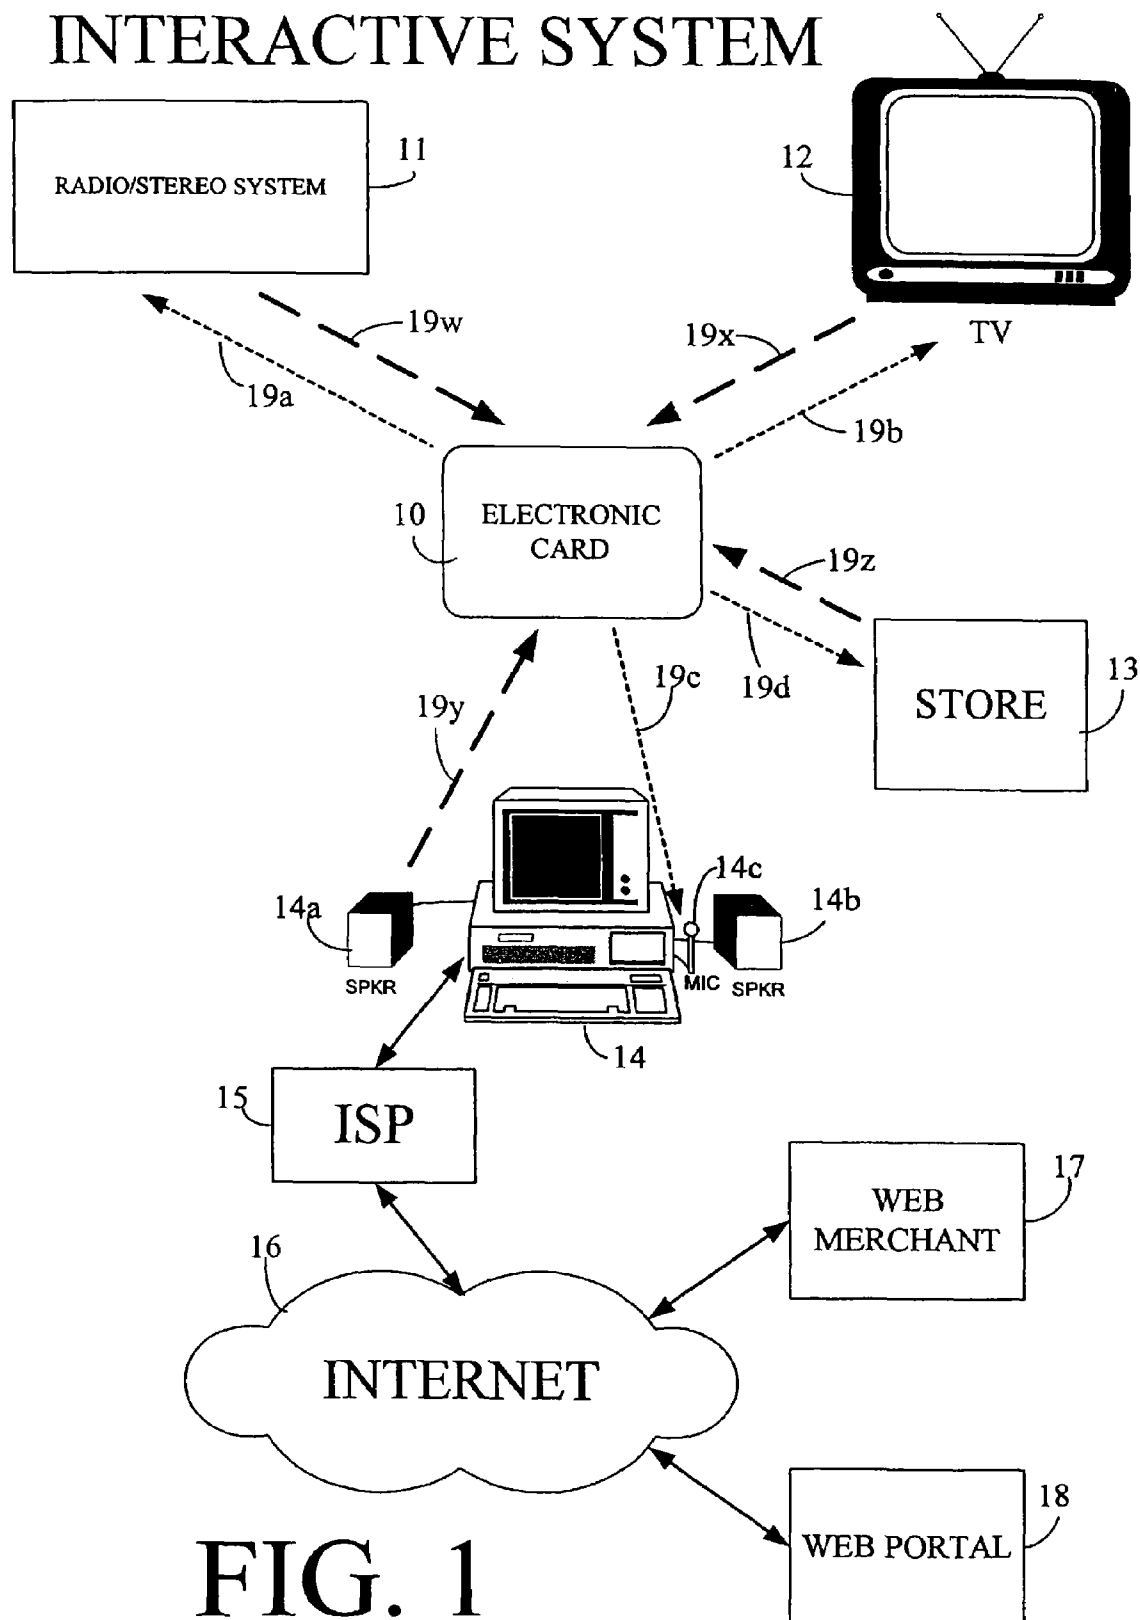 INTERACTIVE SYSTEM
RADIO/STEREO SYSTEM
11
12
TV
19w
19x
19a
19b
10
ELECTRONIC
CARD
19z
19c
19d
13
STORE
19y
14c
14a
14b
SPKR
MIC
SPKR
14
15
ISP
17
WEB
MERCHANT
16
INTERNET
18
WEB PORTAL
FIG. 1